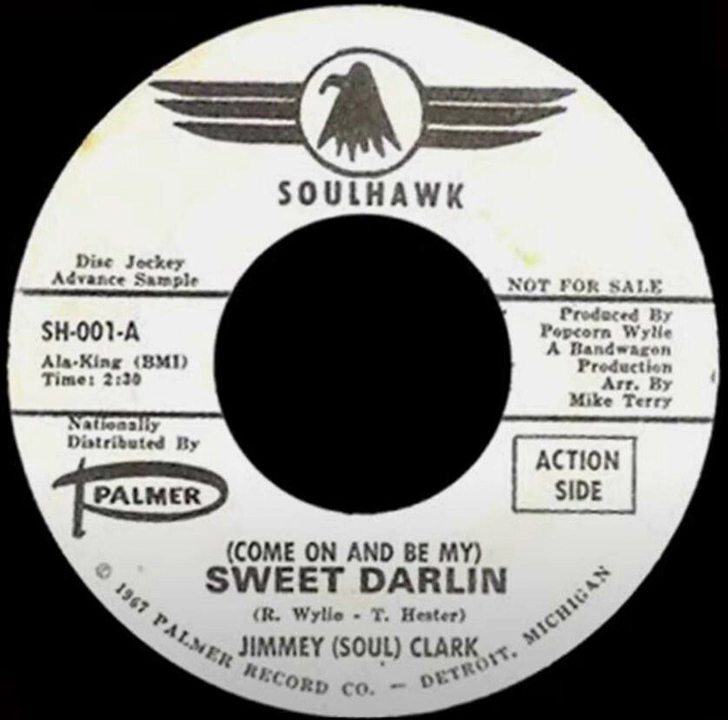 SOULHAWK
Disc Jockey
Advance Sample
NOT FOR SALE
SH-001-A
Ala-King (BMI)
Time: 2:30
Produced By
Popcorn Wylie
A Bandwagon
Production
Arr. By
Mike Terry
Nationally
Distributed By
PALMER
ACTION
SIDE
(COME ON AND BE MY)
SWEET DARLIN
(R. Wylie - T. Hester)
JIMMEY (SOUL) CLARK
© 1967 PALMER RECORD CO. — DETROIT, MICHIGAN